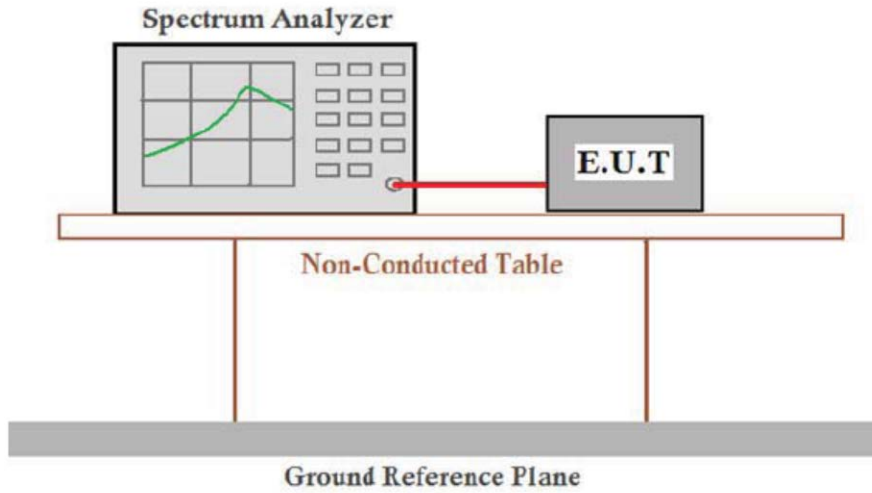 Spectrum Analyzer
E.U.T
Non-Conducted Table
Ground Reference Plane